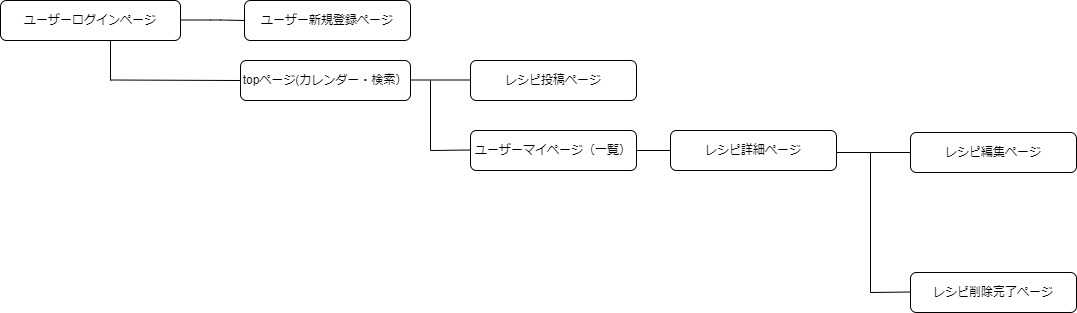 ユーザーログインページ
ユーザー新規登録ページ
topページ(カレンダー・検索）
レシピ投稿ページ
ユーザーマイページ（一覧）
レシピ詳細ページ
レシピ編集ページ
レシピ削除完了ページ